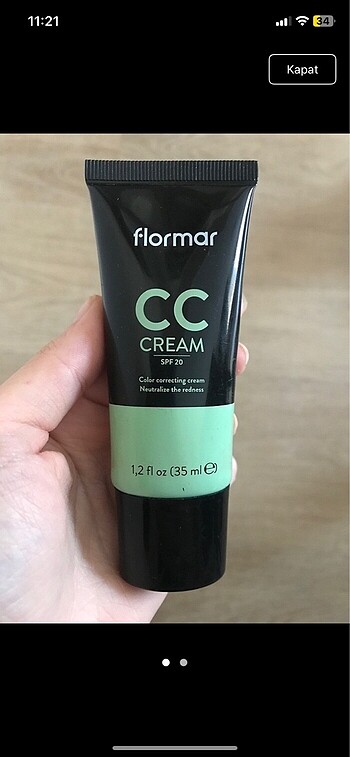 11:21
34
Kapat
flormar
CC
CREAM
SPF 20
Color correcting cream
Neutralize the redness
1,2 fl oz (35 ml ℮)